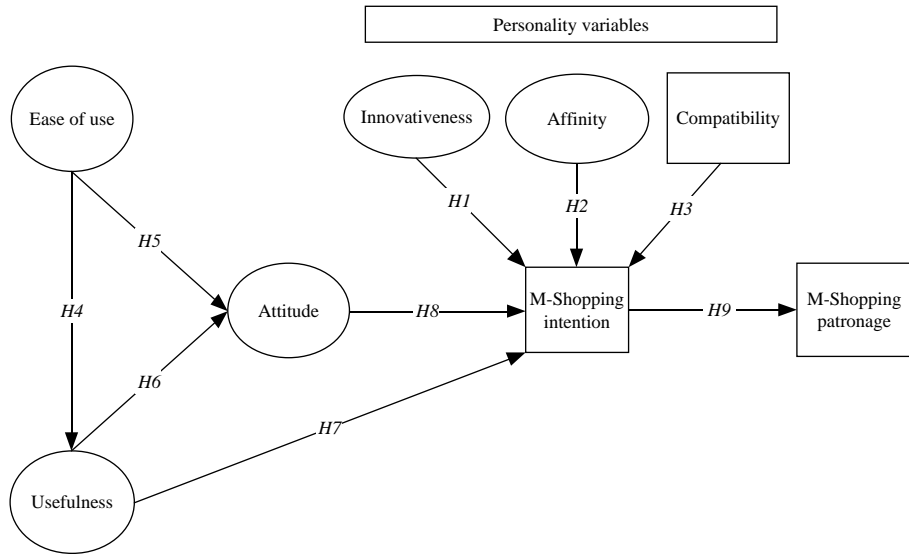 Personality variables
Ease of use
Innovativeness
Affinity
Compatibility
H1
H2
H3
H5
H4
Attitude
H8
M-Shopping
intention
H9
M-Shopping
patronage
H6
H7
Usefulness